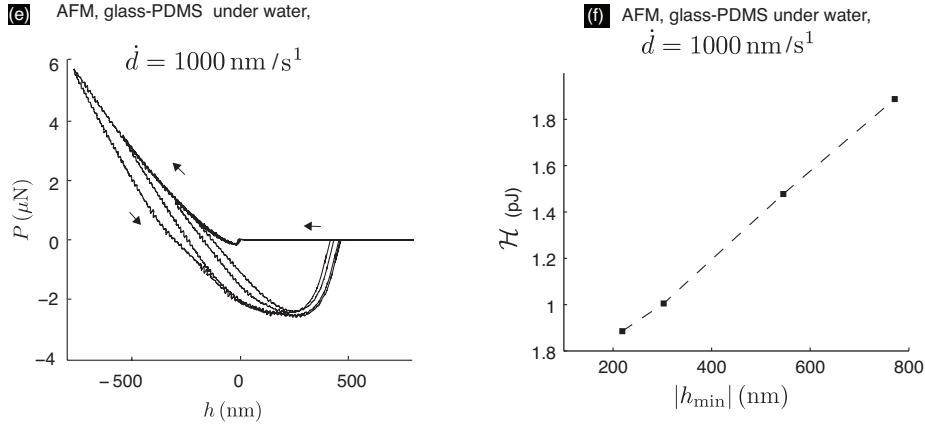 (e) AFM, glass-PDMS under water,
ḋ = 1000 nm/s¹
6
4
2
0
−2
−4
P (μN)
−500 0 500
h (nm)
(f) AFM, glass-PDMS under water,
ḋ = 1000 nm/s¹
1.8
1.6
1.4
1.2
1
1.8
ℋ (pJ)
200 400 600 800
|hmin| (nm)